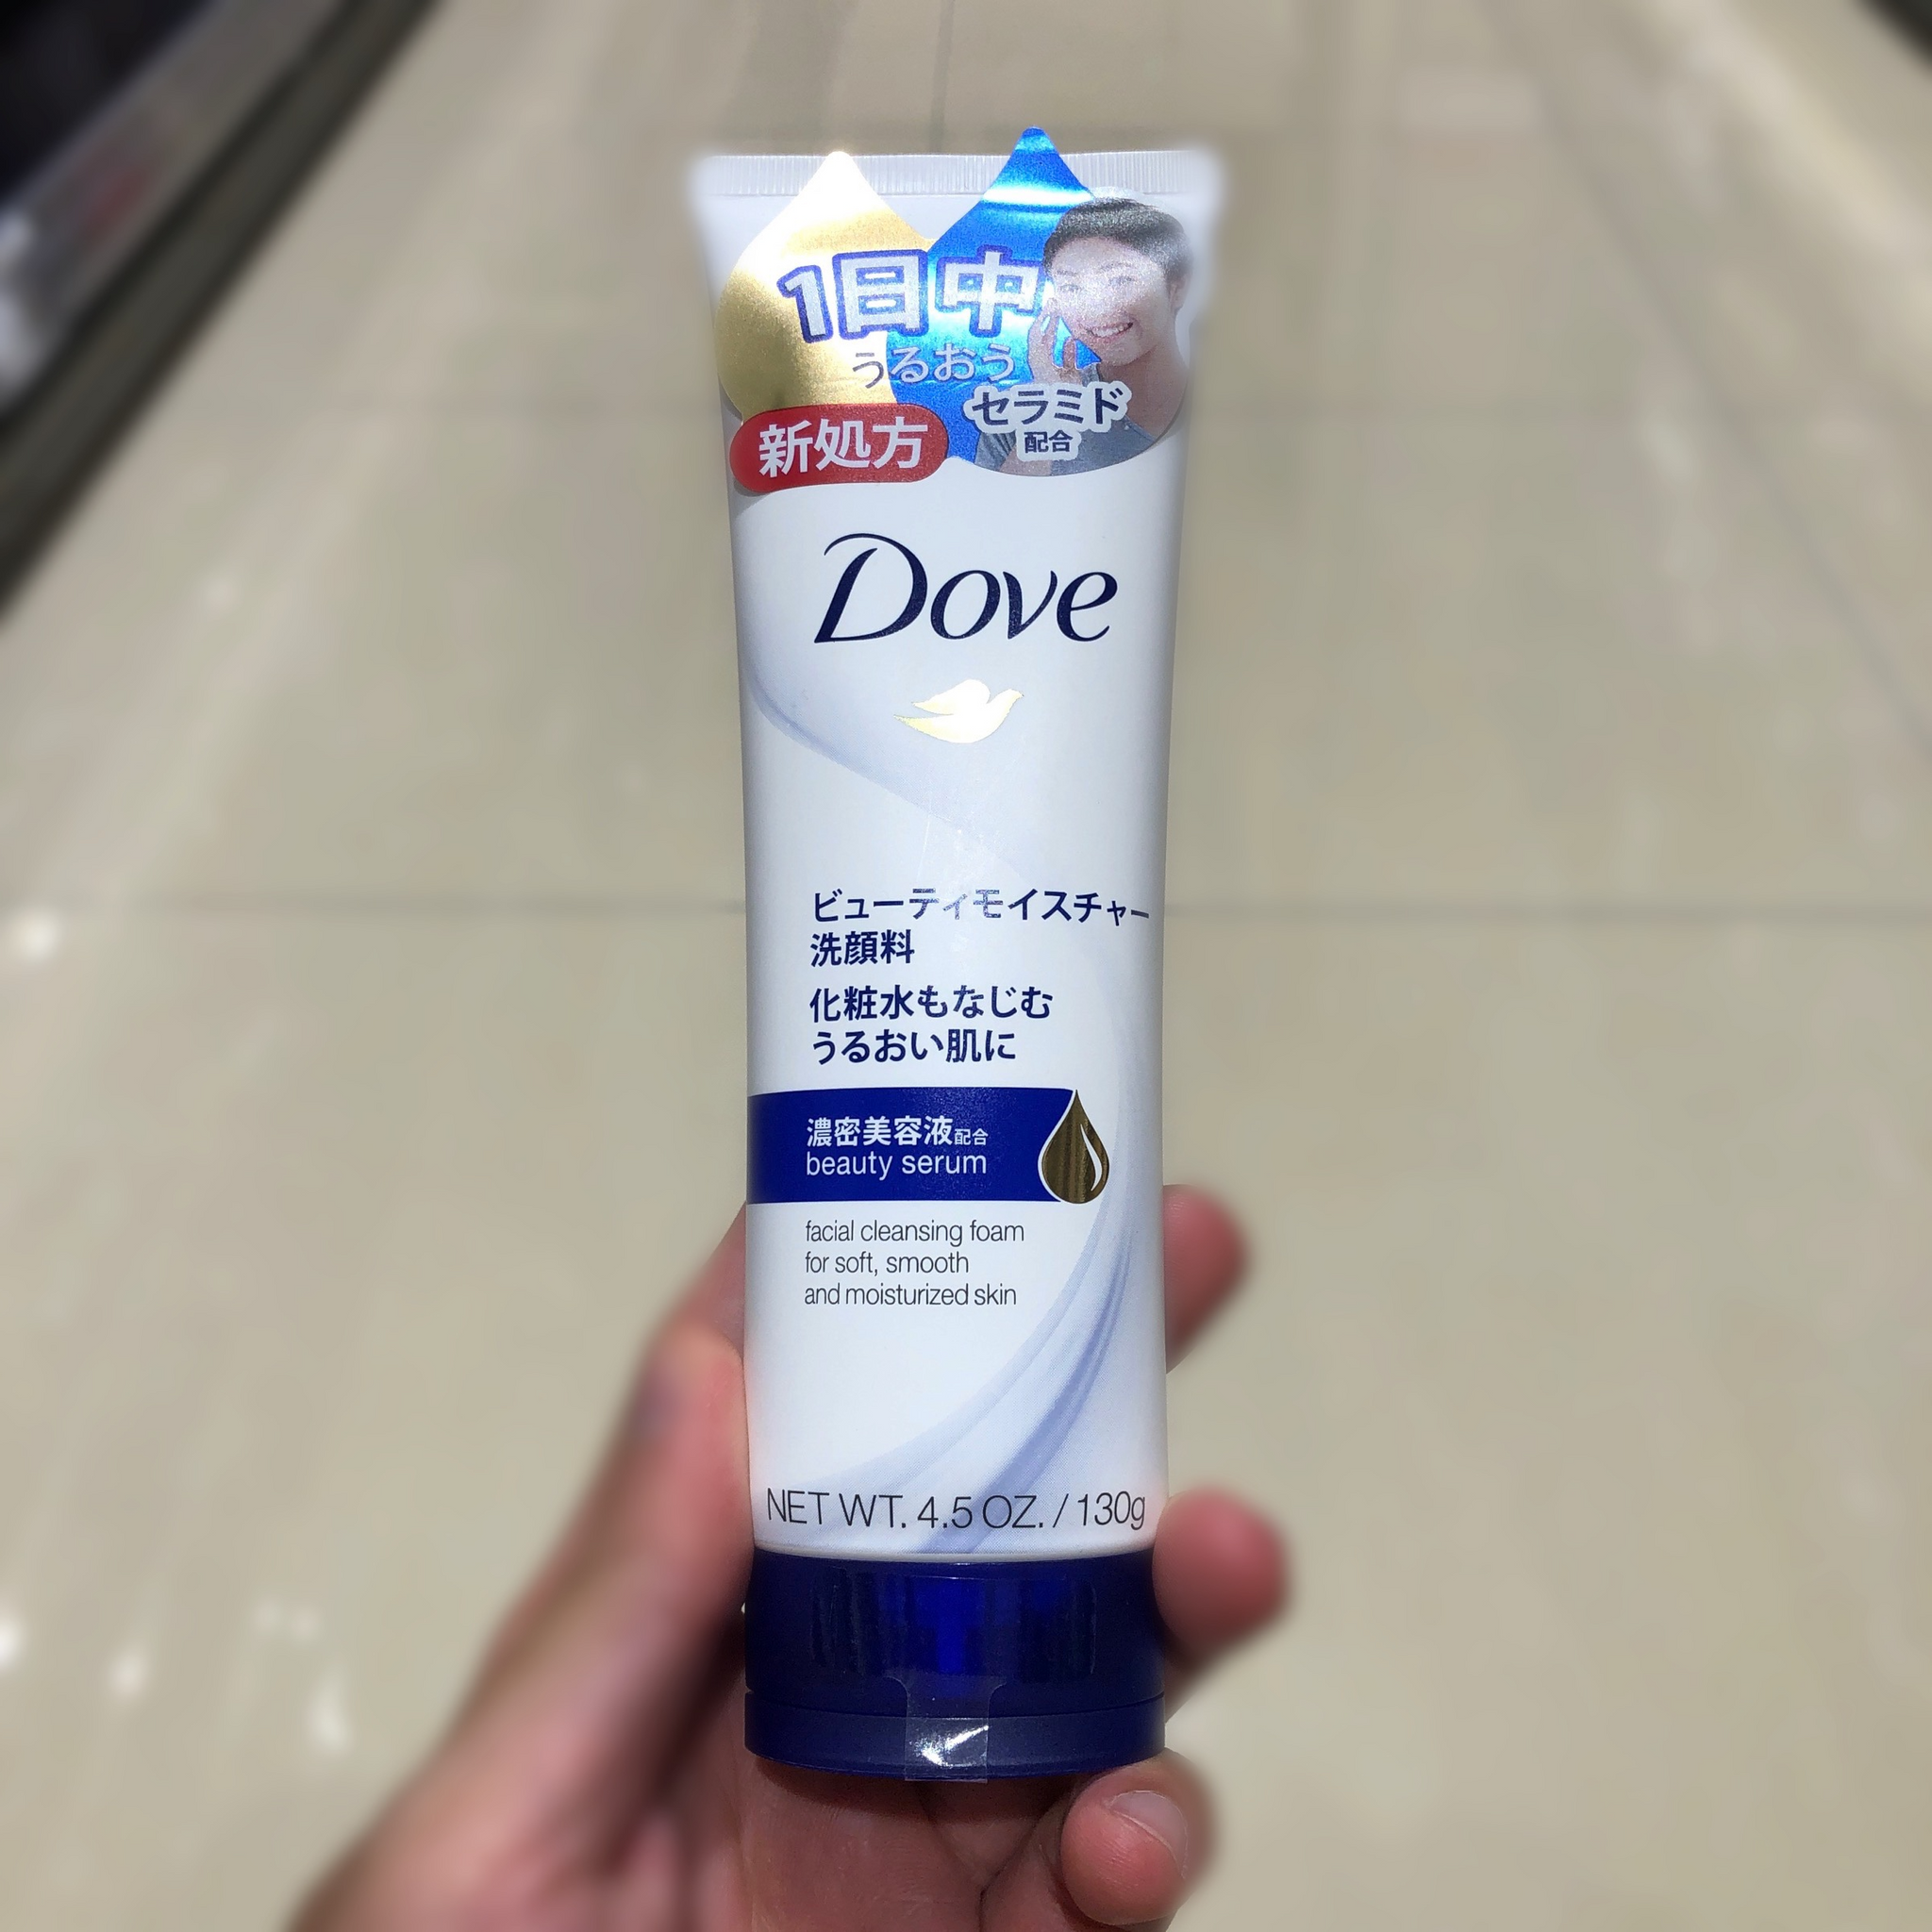 1日中
うるおう
セラミド
配合
新処方
Dove
ビューティモイスチャー
洗顔料
化粧水もなじむ
うるおい肌に
濃密美容液配合
beauty serum
facial cleansing foam
for soft, smooth
and moisturized skin
NET WT. 4.5 OZ. / 130g